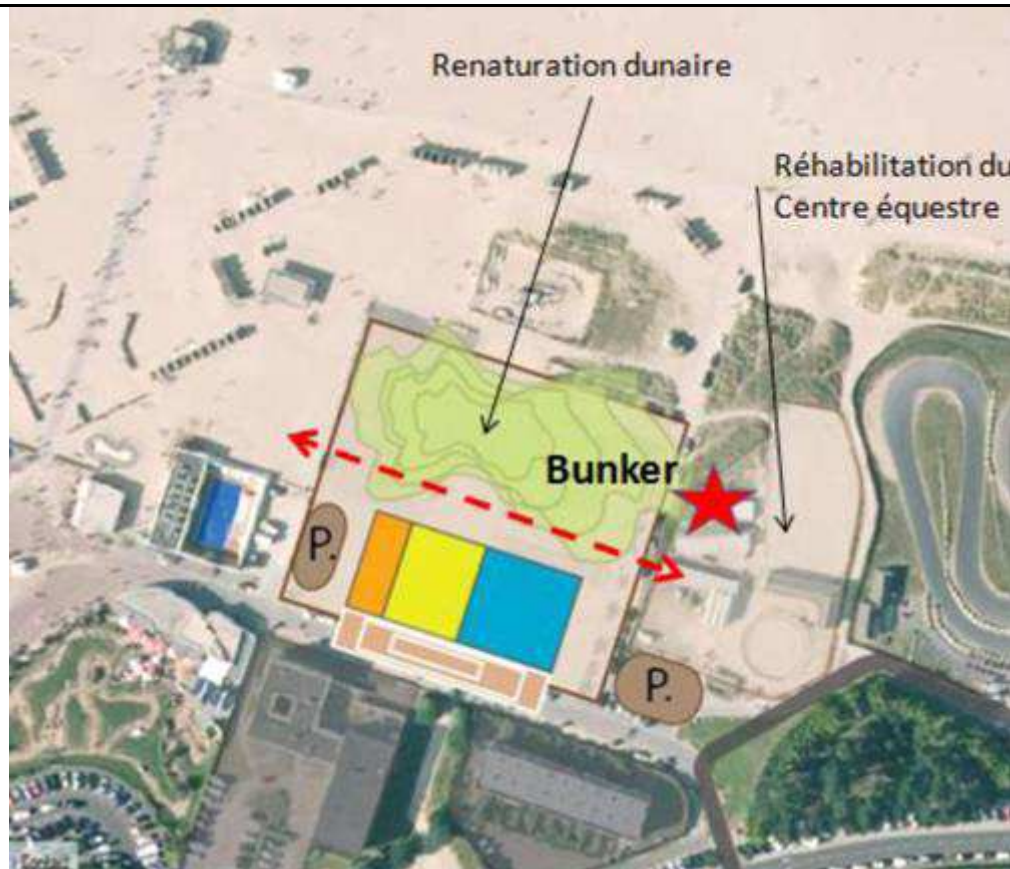 Renaturation dunaire
Réhabilitation du
Centre équestre
Bunker
P.
P.